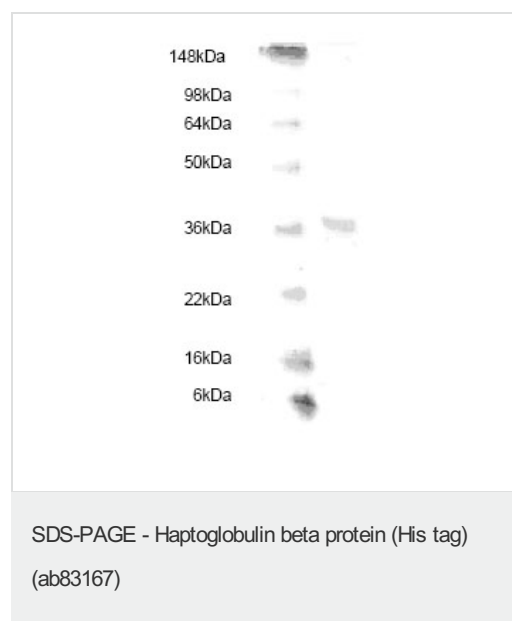 148kDa
98kDa
64kDa
50kDa
36kDa
22kDa
16kDa
6kDa
SDS-PAGE - Haptoglobulin beta protein (His tag)
(ab83167)